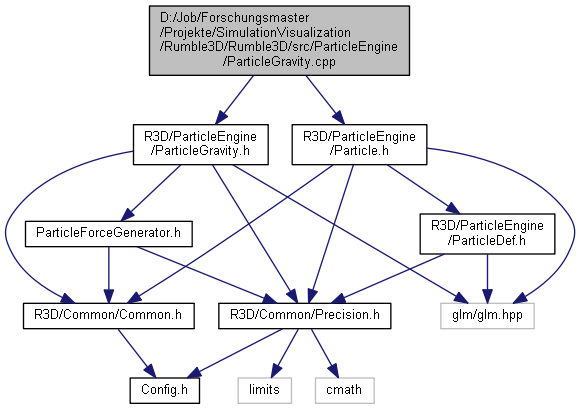 D:/Job/Forschungsmaster
/Projekte/SimulationVisualization
/Rumble3D/Rumble3D/src/ParticleEngine
/ParticleGravity.cpp
R3D/ParticleEngine
/ParticleGravity.h
R3D/ParticleEngine
/Particle.h
ParticleForceGenerator.h
R3D/ParticleEngine
/ParticleDef.h
R3D/Common/Common.h
R3D/Common/Precision.h
glm/glm.hpp
Config.h
limits
cmath